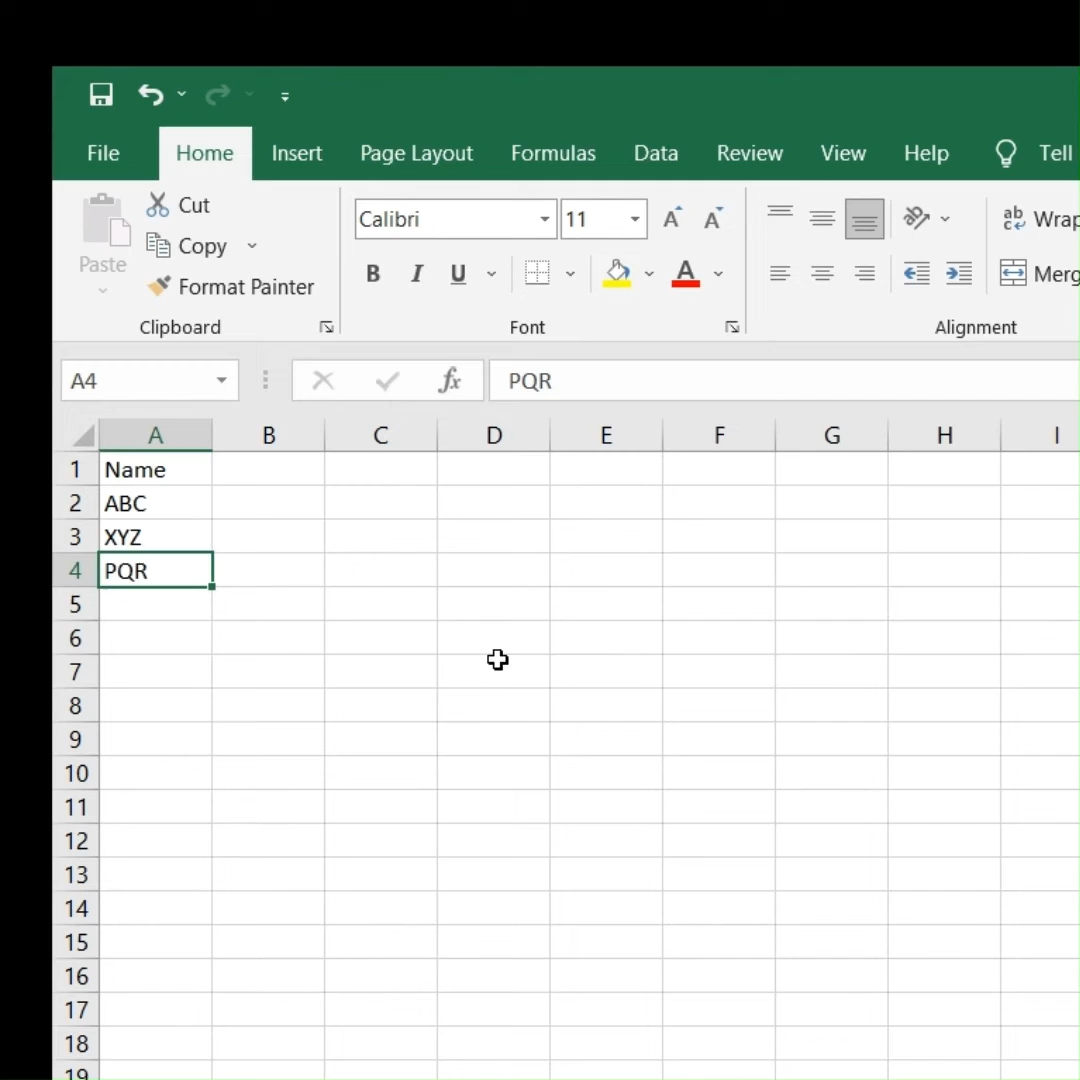 File Home Insert Page Layout Formulas Data Review View Help Tell
Cut
Copy
Paste
Format Painter
Clipboard
Calibri 11 A A
B I U A
Font
ab
c Wrap
Merg
Alignment
A4 fx PQR
A B C D E F G H I
1 Name
2 ABC
3 XYZ
4 PQR
5
6
7
8
9
10
11
12
13
14
15
16
17
18
19